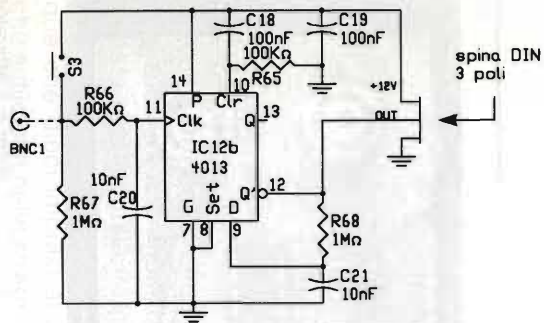 C18
100nF
C19
100nF
100KΩ
R65
spina DIN
3 poli
S3
+12V
14
10
P
Clr
R66
100KΩ
11
Clk
Q
13
OUT
BNC1
IC12b
4013
10nF
C20
Q'
12
R67
1MΩ
G
Set
D
R68
1MΩ
7
8
9
C21
10nF